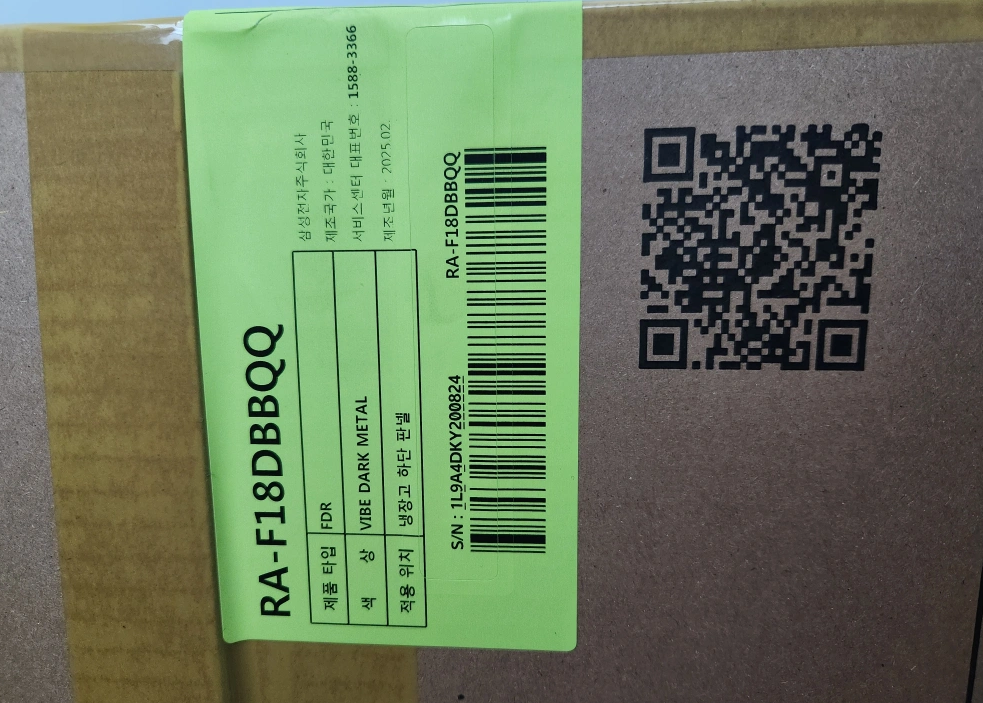 RA-F18DBBQQ
제품 타입 FDR
색 상 VIBE DARK METAL
적용 위치 냉장고 하단 판넬
삼성전자주식회사
제조국가 : 대한민국
서비스센터 대표번호 : 1588-3366
제조년월 : 2025.02.
S/N : 1L9A4DKY200824
RA-F18DBBQQ